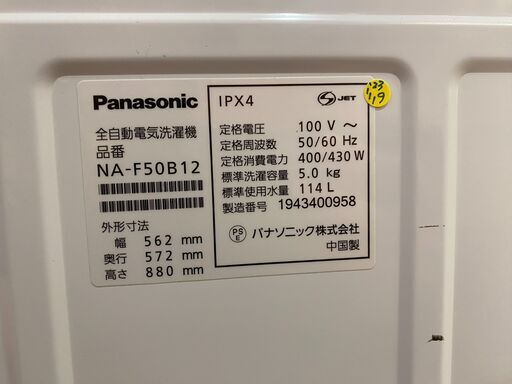 Panasonic
全自動電気洗濯機
品番
NA-F50B12
外形寸法
幅 562 mm
奥行 572 mm
高さ 880 mm
IPX4
S JET
定格電圧 100 V ～
定格周波数 50/60 Hz
定格消費電力 400/430 W
標準洗濯容量 5.0 kg
標準使用水量 114 L
製造番号 1943400958
PS
E
パナソニック株式会社
中国製
119